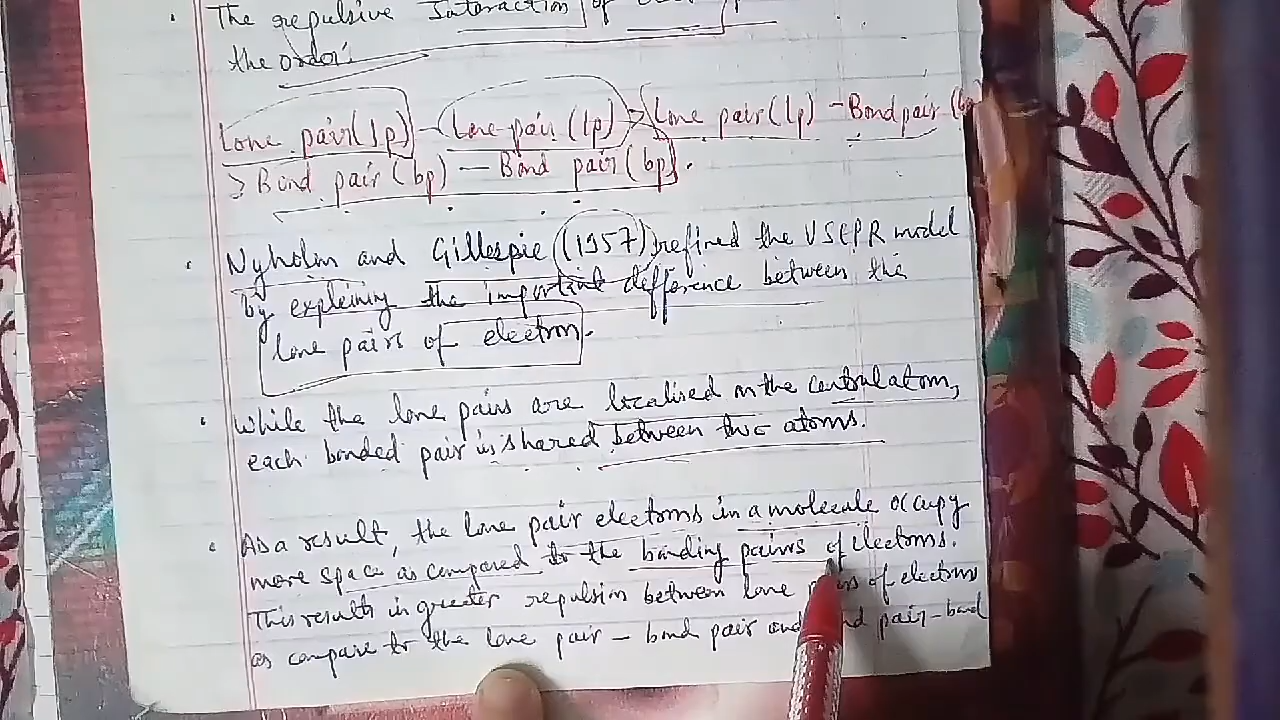 The repulsive Interaction of
the order:
Lone pair (lp) - Lone pair (lp) > Lone pair (lp) - Bond pair (bp)
> Bond pair (bp) - Bond pair (bp).
Nyholm and Gillespie (1957) refined the VSEPR model
by explaining the important difference between the
lone pairs of electron.
While the lone pairs are localised on the central atom,
each bonded pair is shared between two atoms.
As a result, the lone pair electrons in a molecule occupy
more space as compared to the bonding pairs of electrons.
This results in greater repulsion between lone of electrons
as compare to the lone pair - bond pair and pair - bond